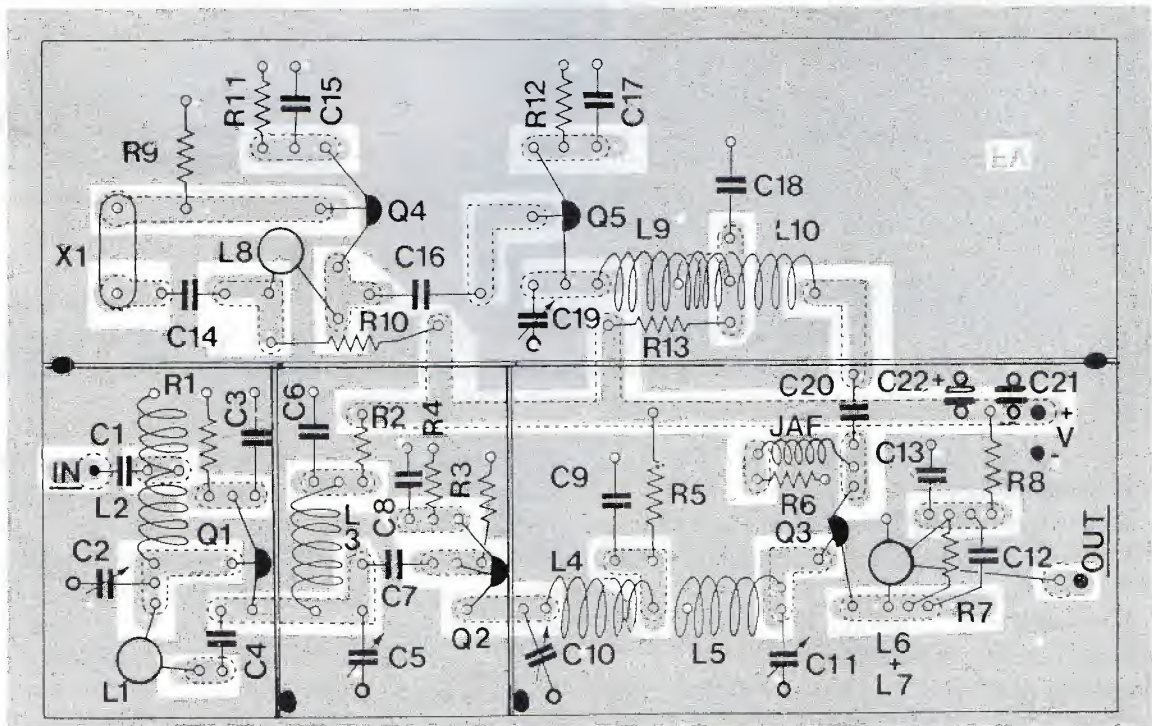 R11
C15
R12
C17
R9
EA
C18
Q4
Q5
L8
L9
L10
X1
C16
C14
R10
C19
R13
R1
C3
C6
R2
R4
C20
C22+
C21
+
V
-
C1
IN
L2
C9
JAF
C13
R8
R3
R5
R6
C8
L3
Q1
Q3
C2
C7
L4
C12
OUT
R7
C4
C5
Q2
C10
L5
C11
L6
+
L7
L1